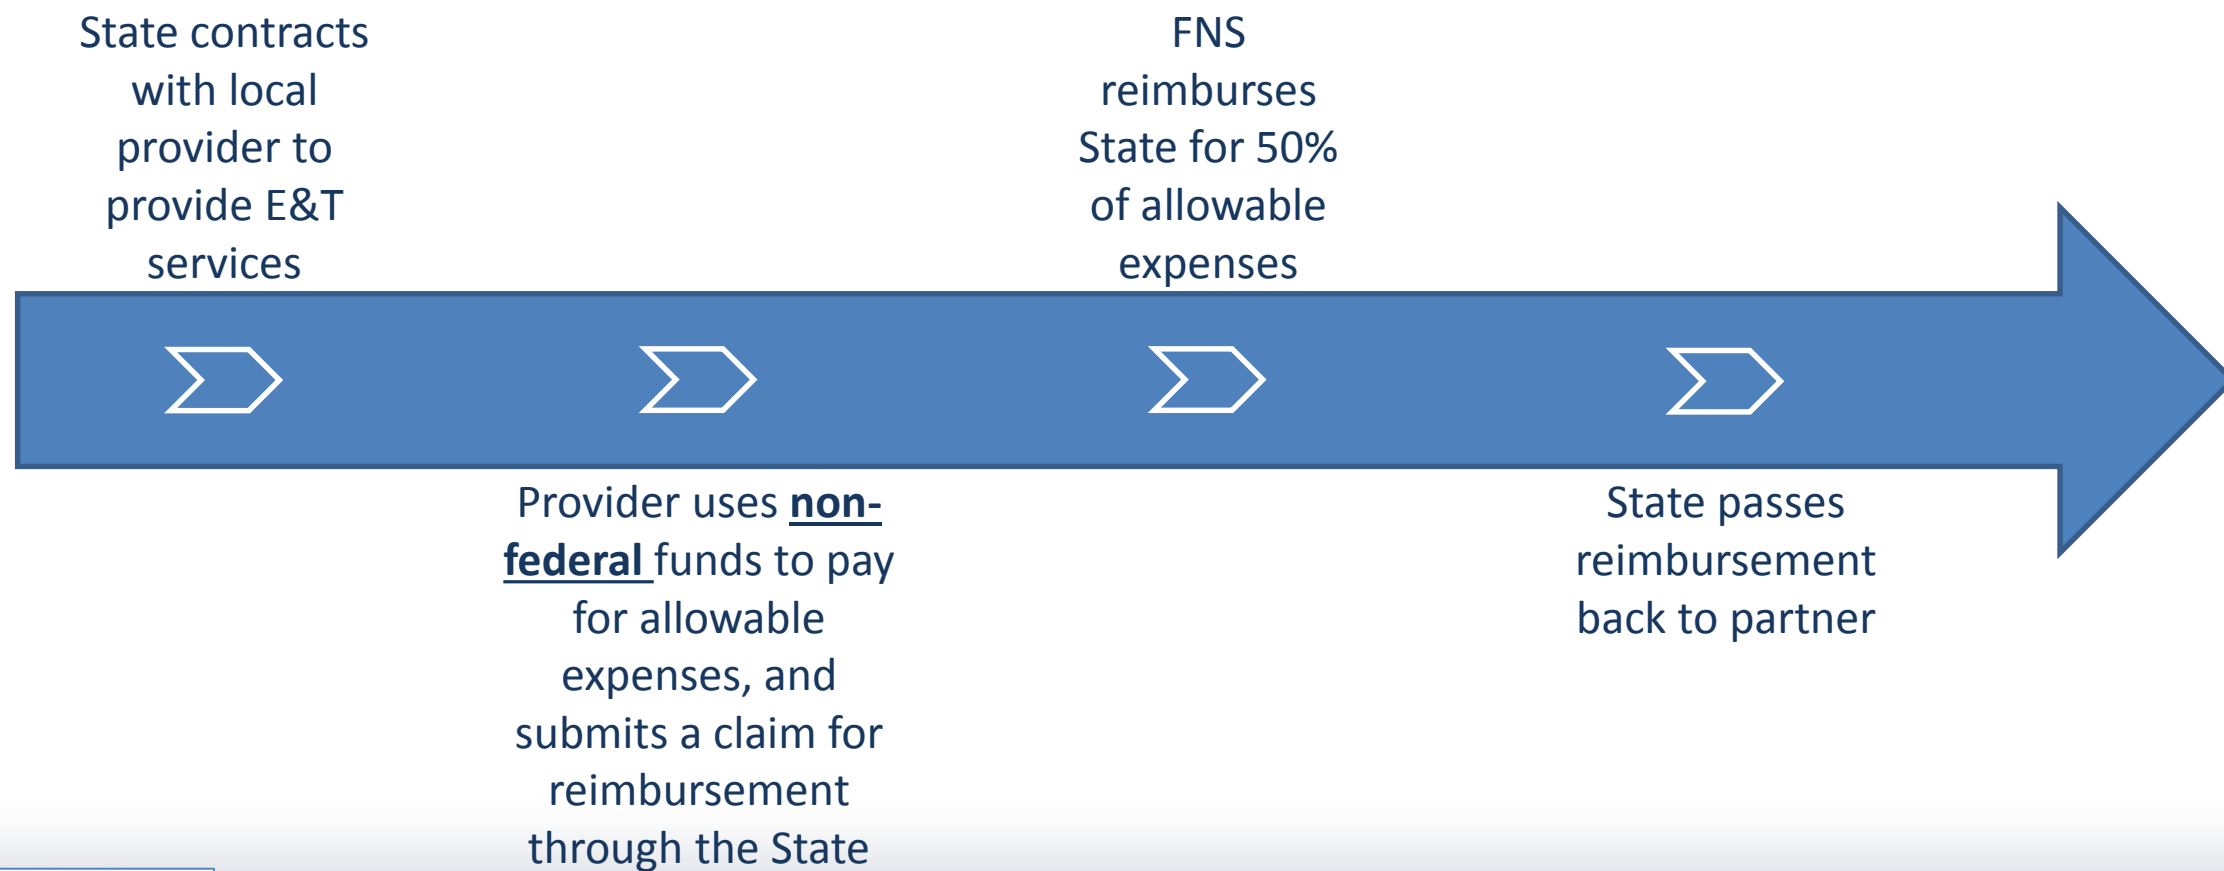 State contracts
with local
provider to
provide E&T
services
Provider uses non-
federal funds to pay
for allowable
expenses, and
submits a claim for
reimbursement
through the State
FNS
reimburses
State for 50%
of allowable
expenses
State passes
reimbursement
back to partner